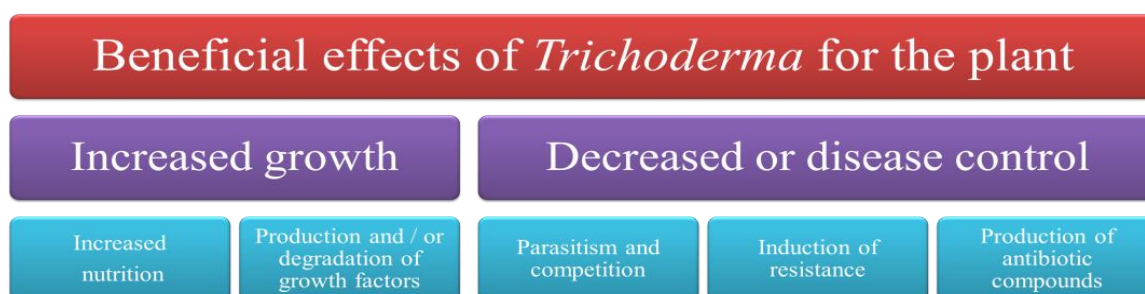 Beneficial effects of Trichoderma for the plant
Increased growth
Decreased or disease control
Increased
nutrition
Production and / or
degradation of
growth factors
Parasitism and
competition
Induction of
resistance
Production of
antibiotic
compounds